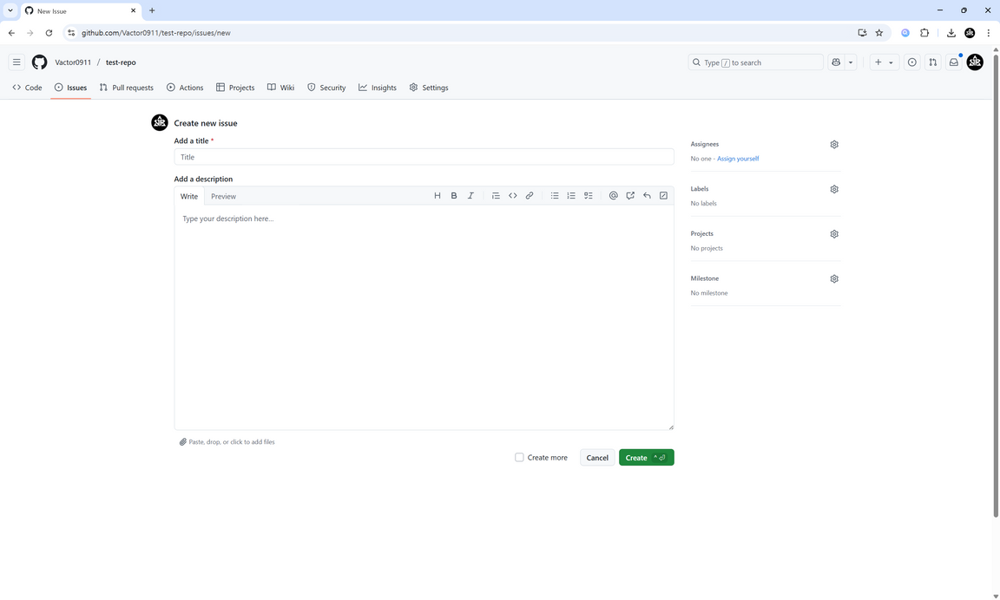 New Issue
github.com/Vactor0911/test-repo/issues/new
Vactor0911 / test-repo
Type / to search
Code Issues Pull requests Actions Projects Wiki Security Insights Settings
Create new issue
Add a title *
Title
Add a description
Write Preview
Type your description here...
Paste, drop, or click to add files
Create more Cancel Create
Assignees
No one - Assign yourself
Labels
No labels
Projects
No projects
Milestone
No milestone